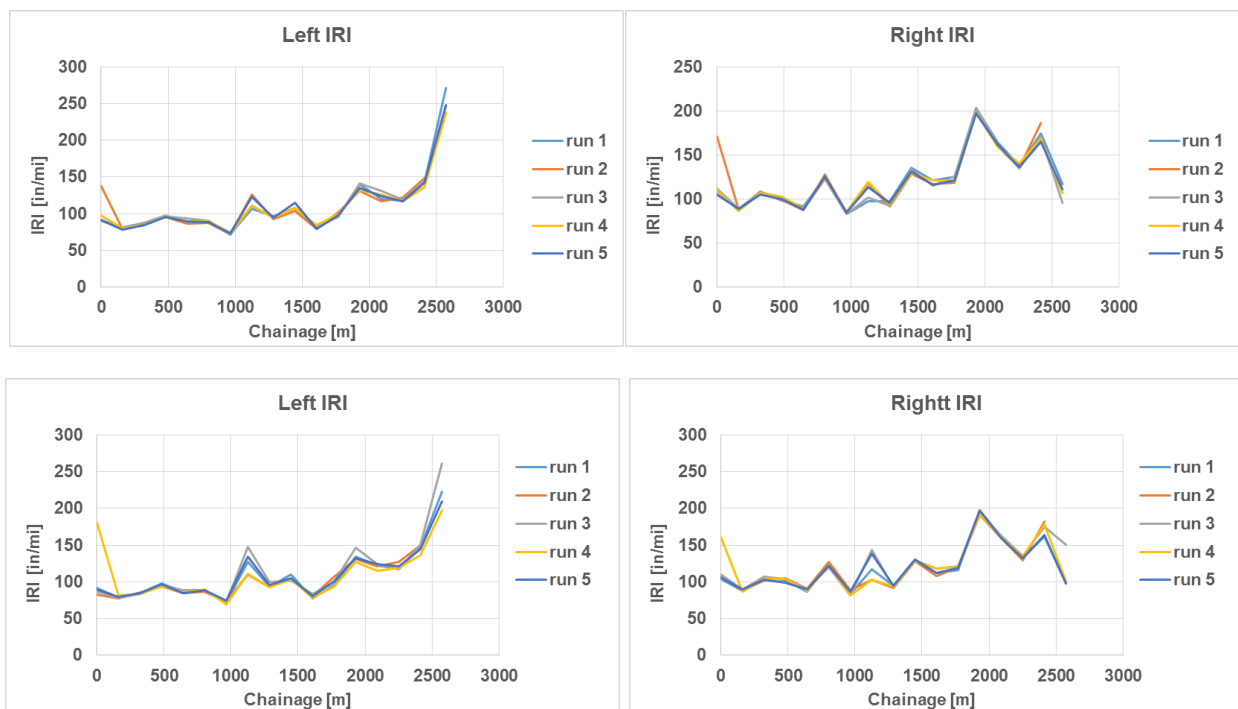 Left IRI
300
250
200
150
100
50
0
IRI [in/mi]
0 500 1000 1500 2000 2500 3000
Chainage [m]
run 1
run 2
run 3
run 4
run 5
Right IRI
250
200
150
100
50
0
IRI [in/mi]
0 500 1000 1500 2000 2500 3000
Chainage [m]
run 1
run 2
run 3
run 4
run 5
Left IRI
300
250
200
150
100
50
0
IRI [in/mi]
0 500 1000 1500 2000 2500 3000
Chainage [m]
run 1
run 2
run 3
run 4
run 5
Rightt IRI
300
250
200
150
100
50
0
IRI [in/mi]
0 500 1000 1500 2000 2500 3000
Chainage [m]
run 1
run 2
run 3
run 4
run 5